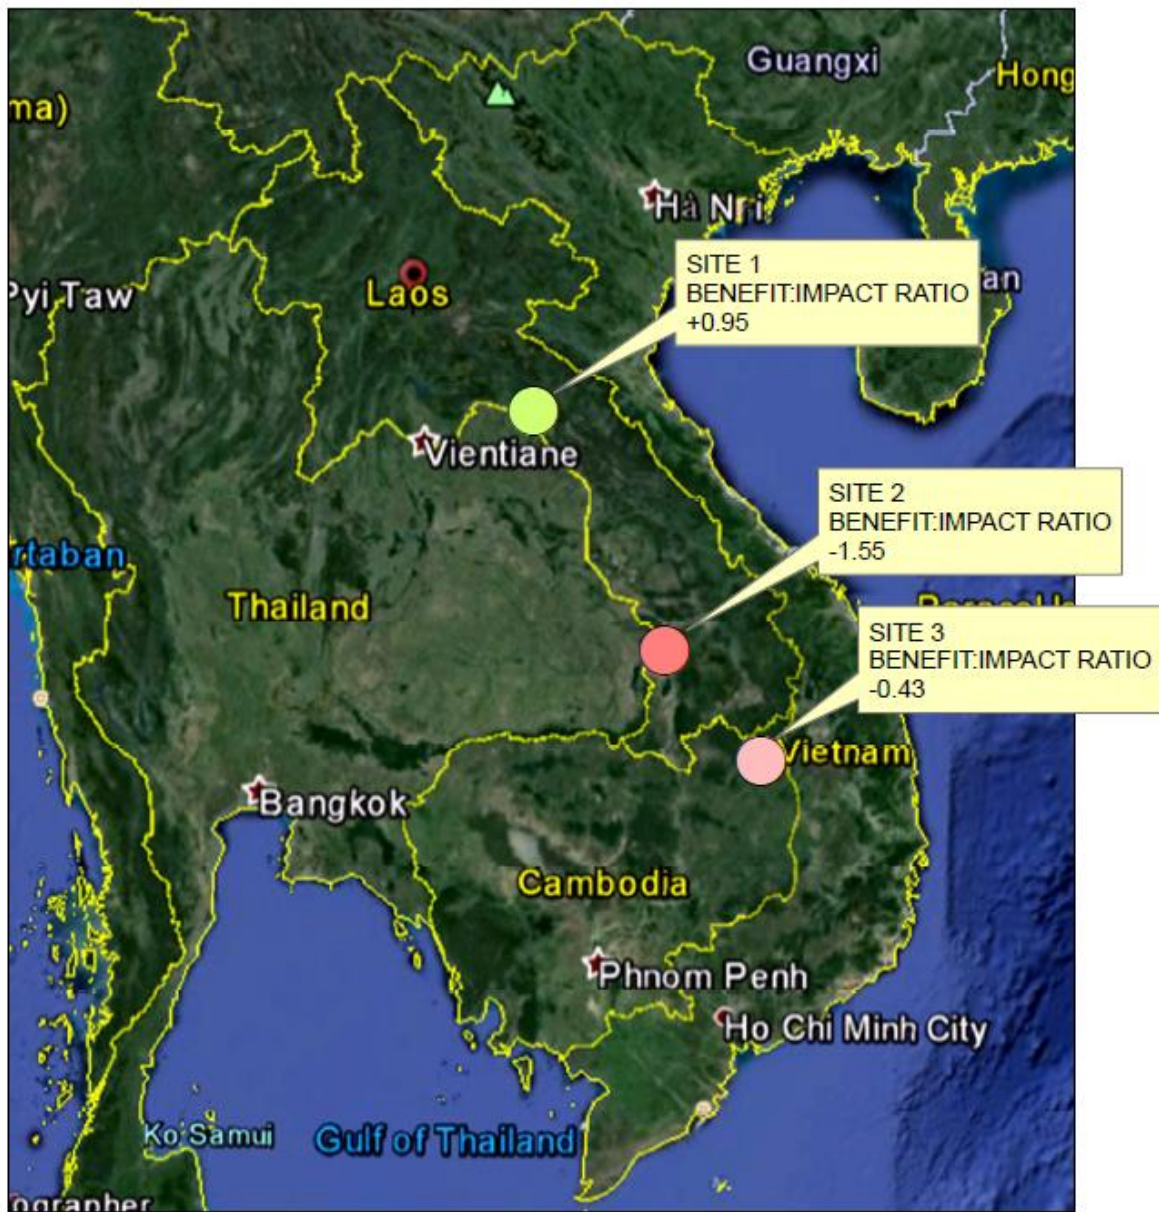 Guangxi
Hong
ma)
Hà Nri
SITE 1
BENEFIT:IMPACT RATIO
+0.95
an
Pyi Taw
Laos
Vientiane
SITE 2
BENEFIT:IMPACT RATIO
-1.55
rtaban
Thailand
SITE 3
BENEFIT:IMPACT RATIO
-0.43
Vietnam
Bangkok
Cambodia
Phnom Penh
Ho Chi Minh City
Ko Samui
Gulf of Thailand
ographer